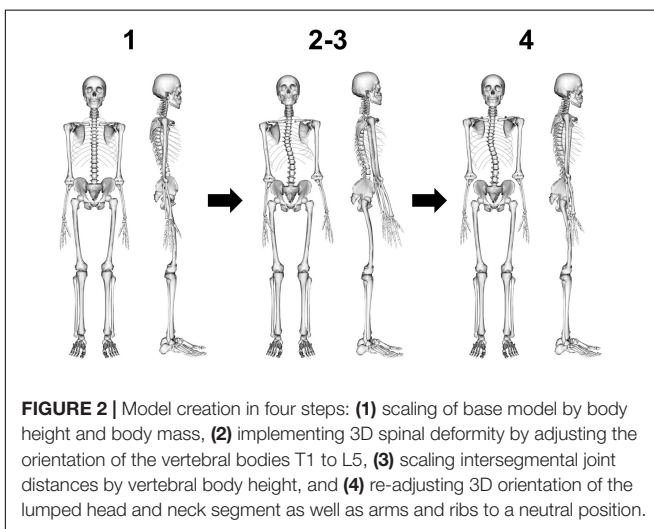 1 2-3 4
FIGURE 2 | Model creation in four steps: (1) scaling of base model by body
height and body mass, (2) implementing 3D spinal deformity by adjusting the
orientation of the vertebral bodies T1 to L5, (3) scaling intersegmental joint
distances by vertebral body height, and (4) re-adjusting 3D orientation of the
lumped head and neck segment as well as arms and ribs to a neutral position.